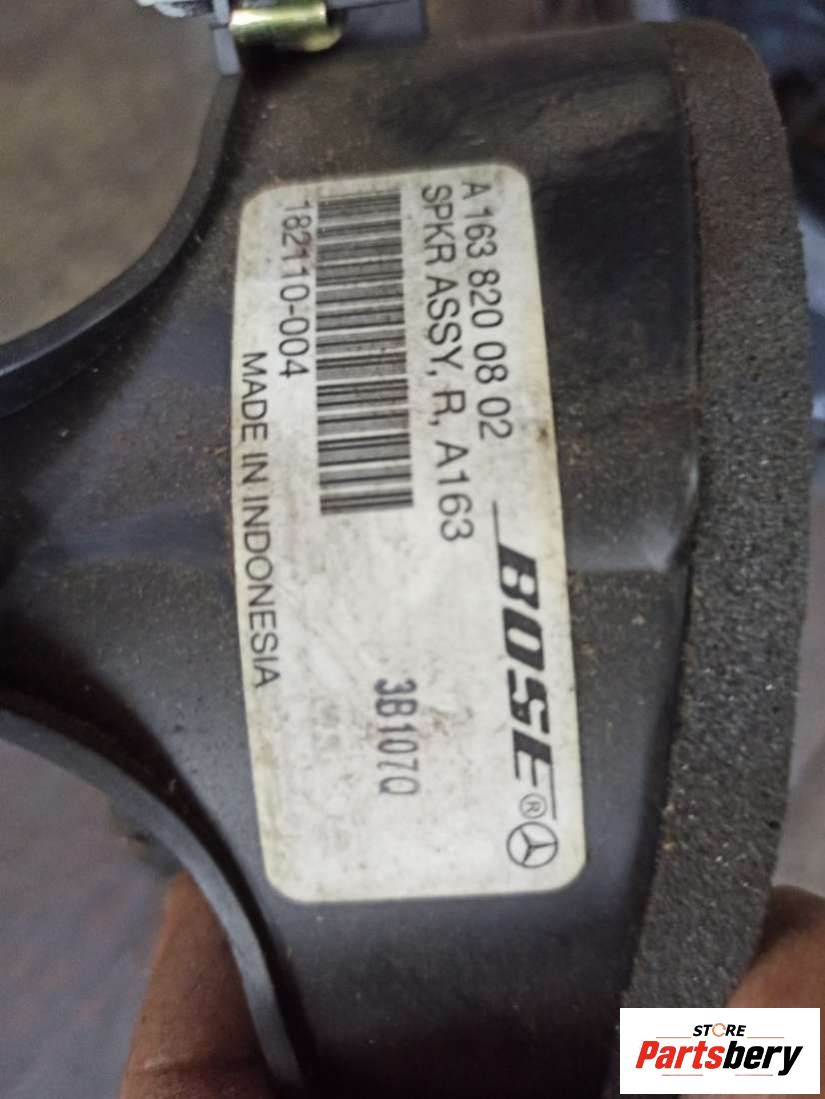 A 163 820 08 02
SPKR ASSY, R, A163
182110-004
MADE IN INDONESIA
3B107Q
BOSE®
STORE
Partsbery